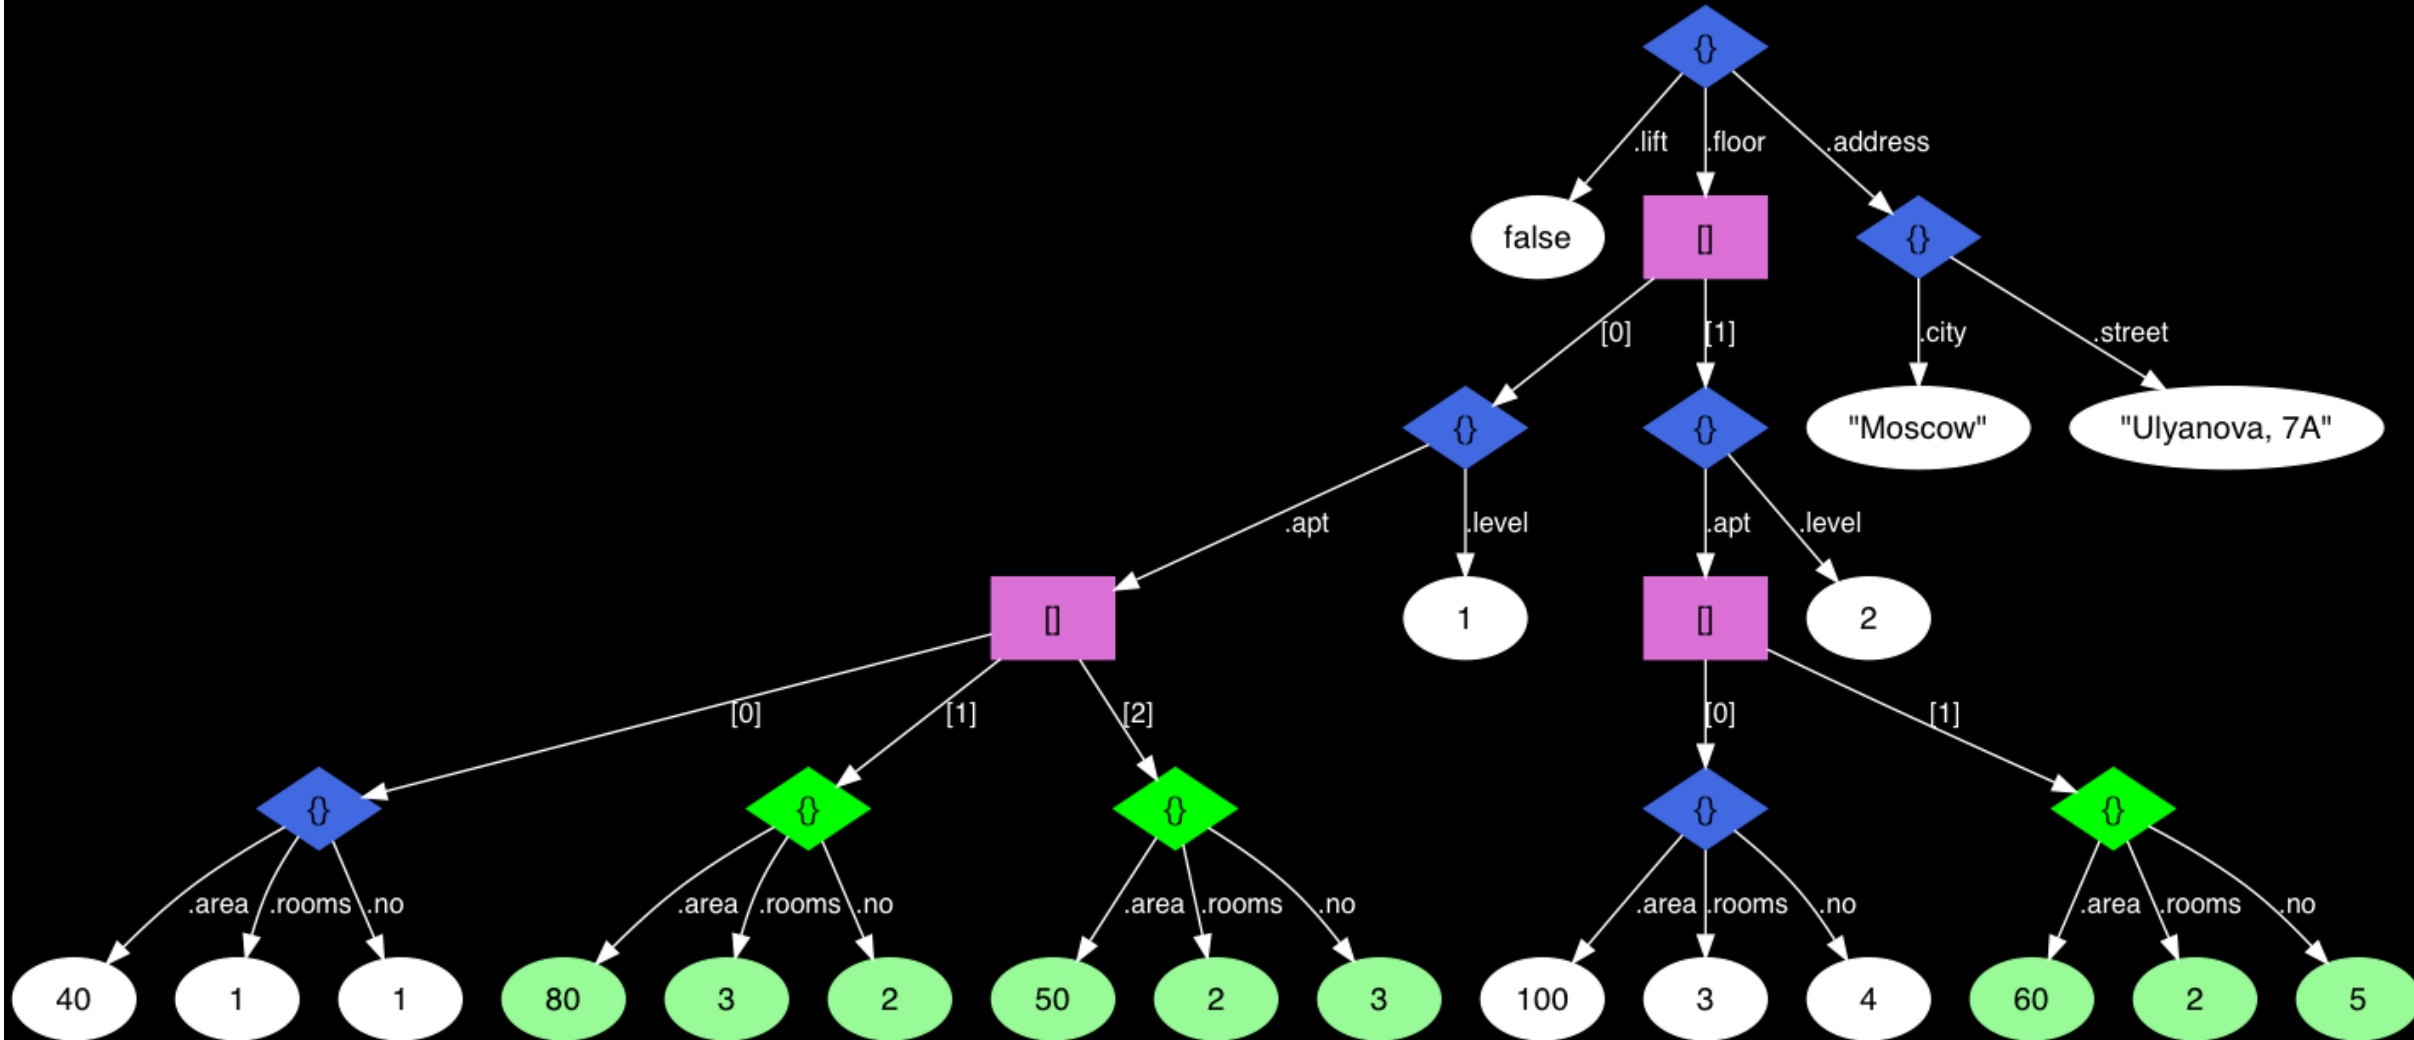 {}
.lift .floor .address
false [] {}
[0] [1] .city .street
{} {} "Moscow" "Ulyanova, 7A"
.apt .level .apt .level
[] 1 [] 2
[0] [1] [2] [0] [1]
{} {} {} {} {}
.area .rooms .no .area .rooms .no .area .rooms .no .area .rooms .no .area .rooms .no
40 1 1 80 3 2 50 2 3 100 3 4 60 2 5